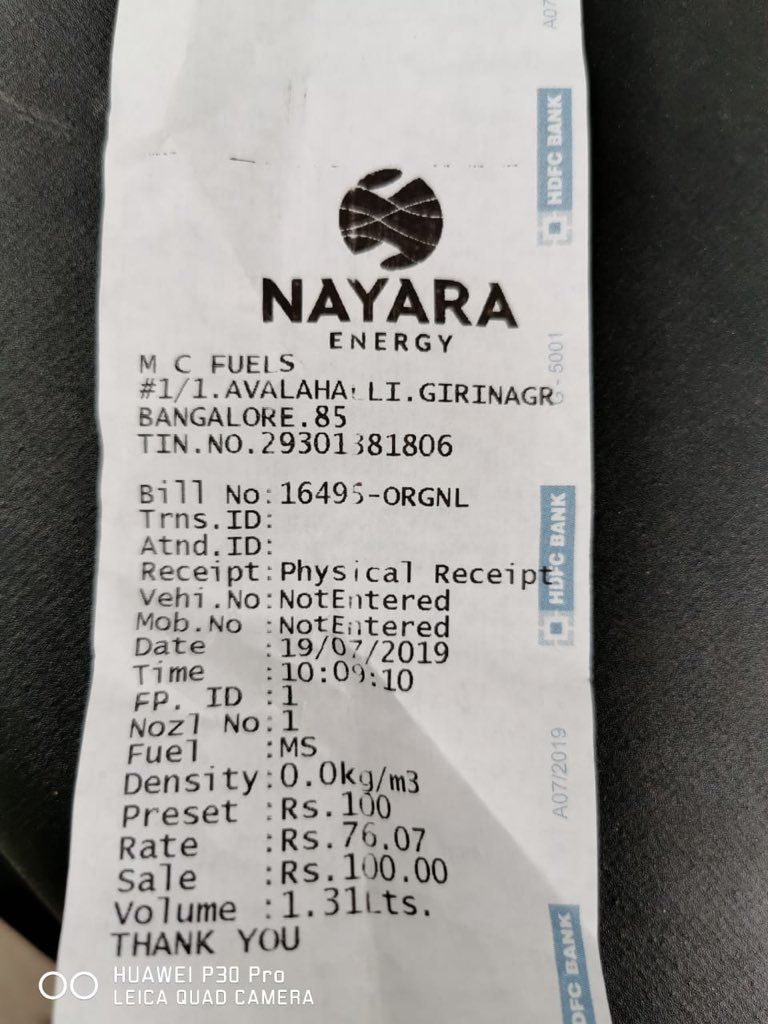 NAYARA
ENERGY
M C FUELS
#1/1.AVALAHALLI.GIRINAGR
BANGALORE.85
TIN.NO.29301381806
Bill No:16495-ORGNL
Trns.ID:
Atnd.ID:
Receipt:Physical Receipt
Vehi.No:NotEntered
Mob.No :NotEntered
Date :19/07/2019
Time :10:09:10
FP. ID :1
Nozl No:1
Fuel :MS
Density:0.0kg/m3
Preset :Rs.100
Rate :Rs.76.07
Sale :Rs.100.00
Volume :1.31Lts.
THANK YOU
A07
HDFC BANK
- 5001
HDFC BANK
A07/2019
DFC BANK
HUAWEI P30 Pro
LEICA QUAD CAMERA